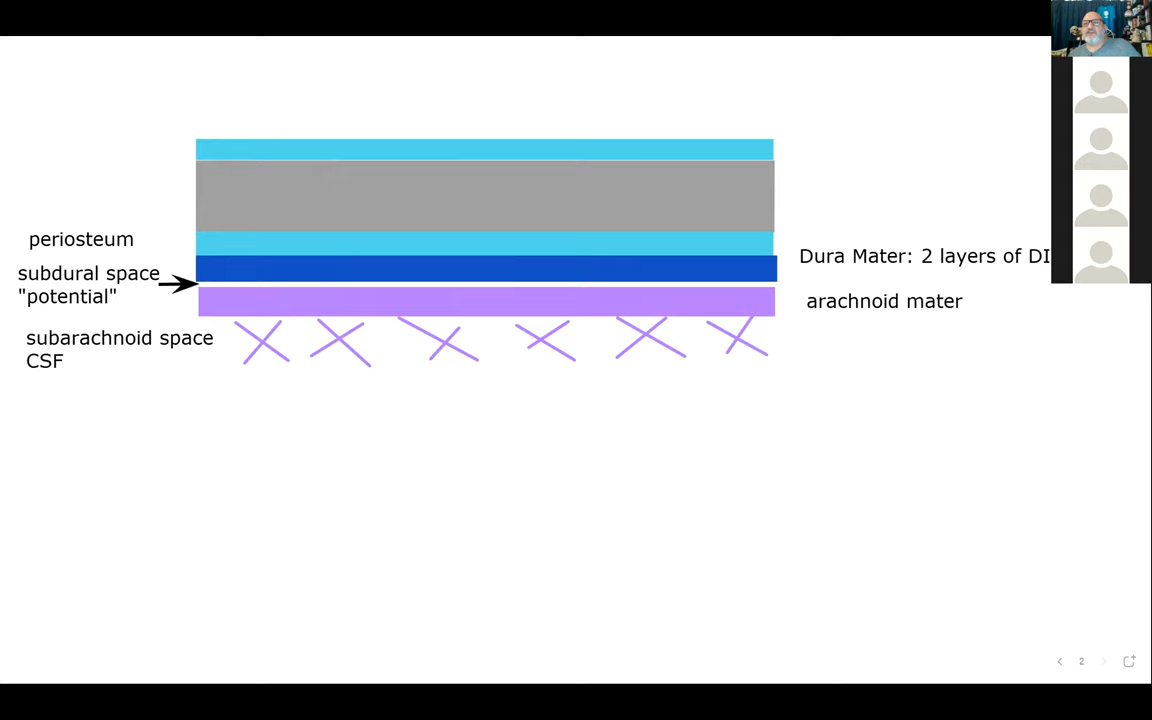 periosteum
Dura Mater: 2 layers of DI
subdural space
"potential"
arachnoid mater
subarachnoid space
CSF
2